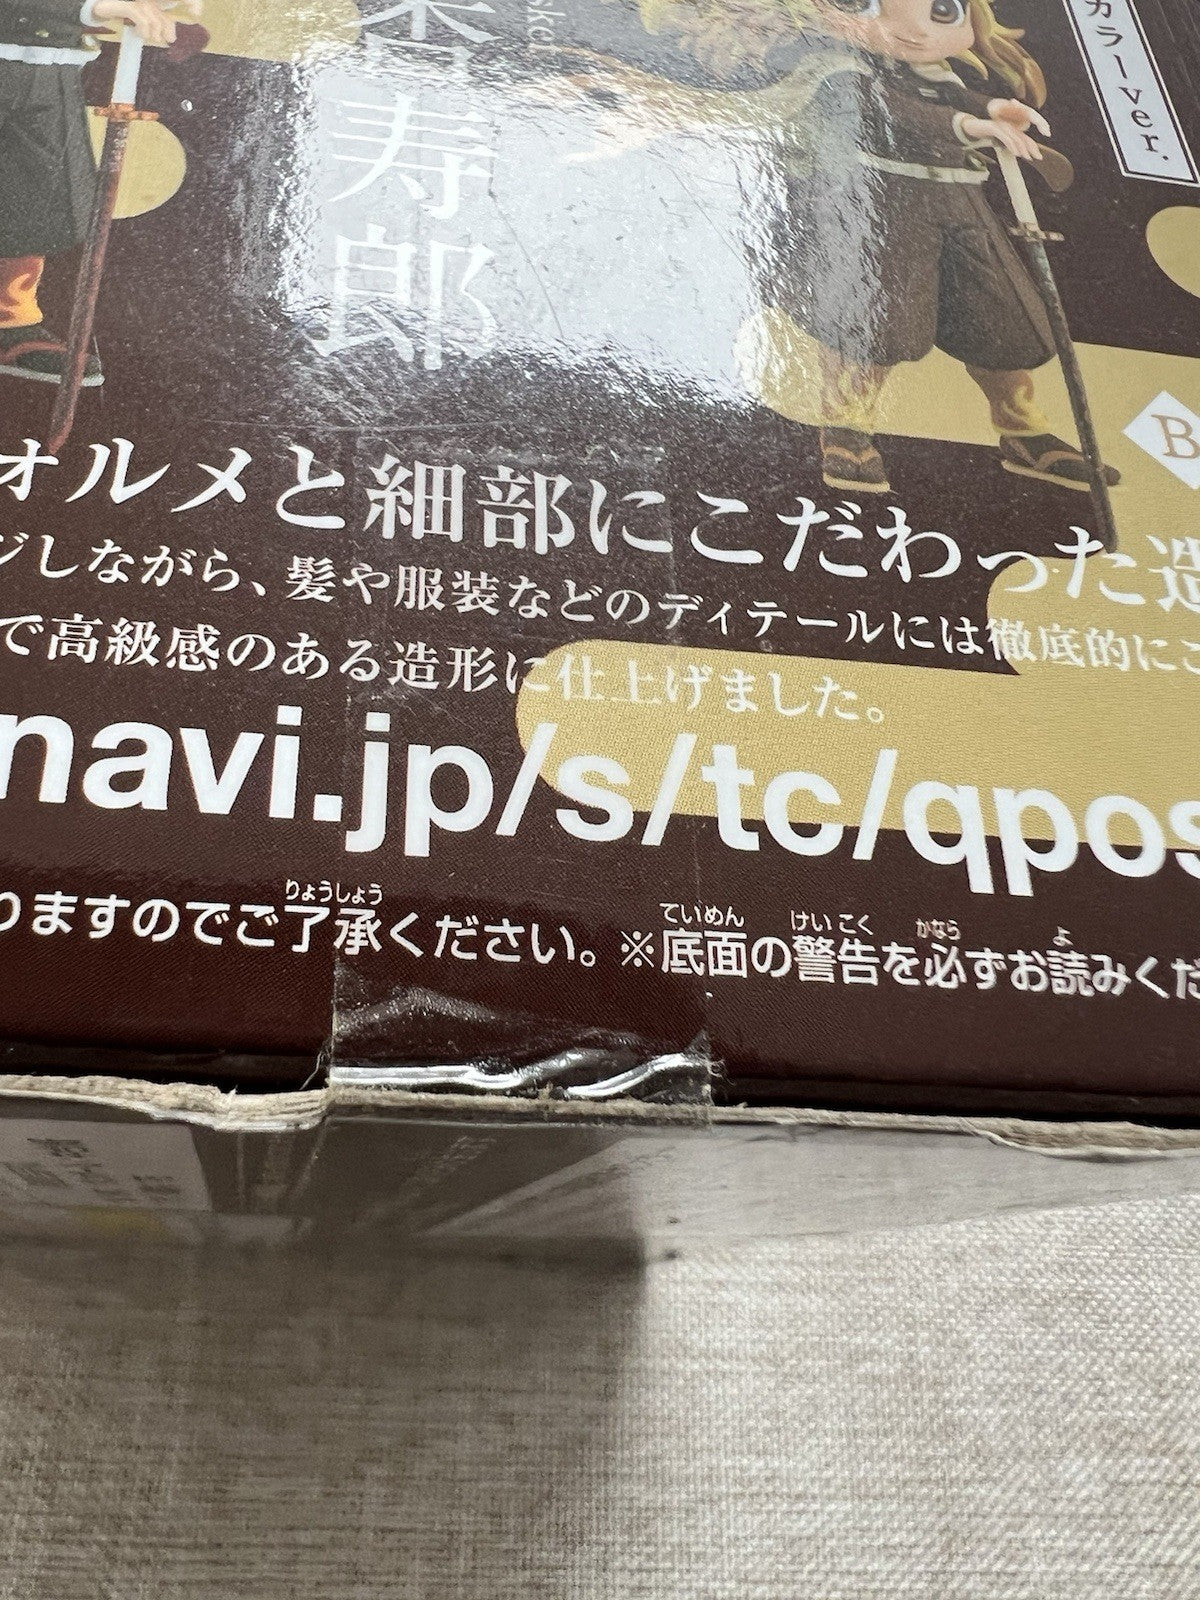 カラーver.
寿郎
B
ォルメと細部にこだわった造
ジしながら、髪や服装などのディテールには徹底的にこ
で高級感のある造形に仕上げました。
navi.jp/s/tc/qpos
りますのでご了承ください。※底面の警告を必ずお読みくだ
りょうしょう ていめん けいこく かなら よ